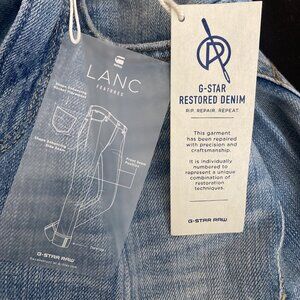 LANC
FEATURES
G-STAR RAW
G-STAR
RESTORED DENIM
RIP. REPAIR. REPEAT.
This garment
has been repaired
with precision and
craftsmanship.
It is individually
numbered to
represent a unique
combination of
restoration
techniques.
G-STAR RAW